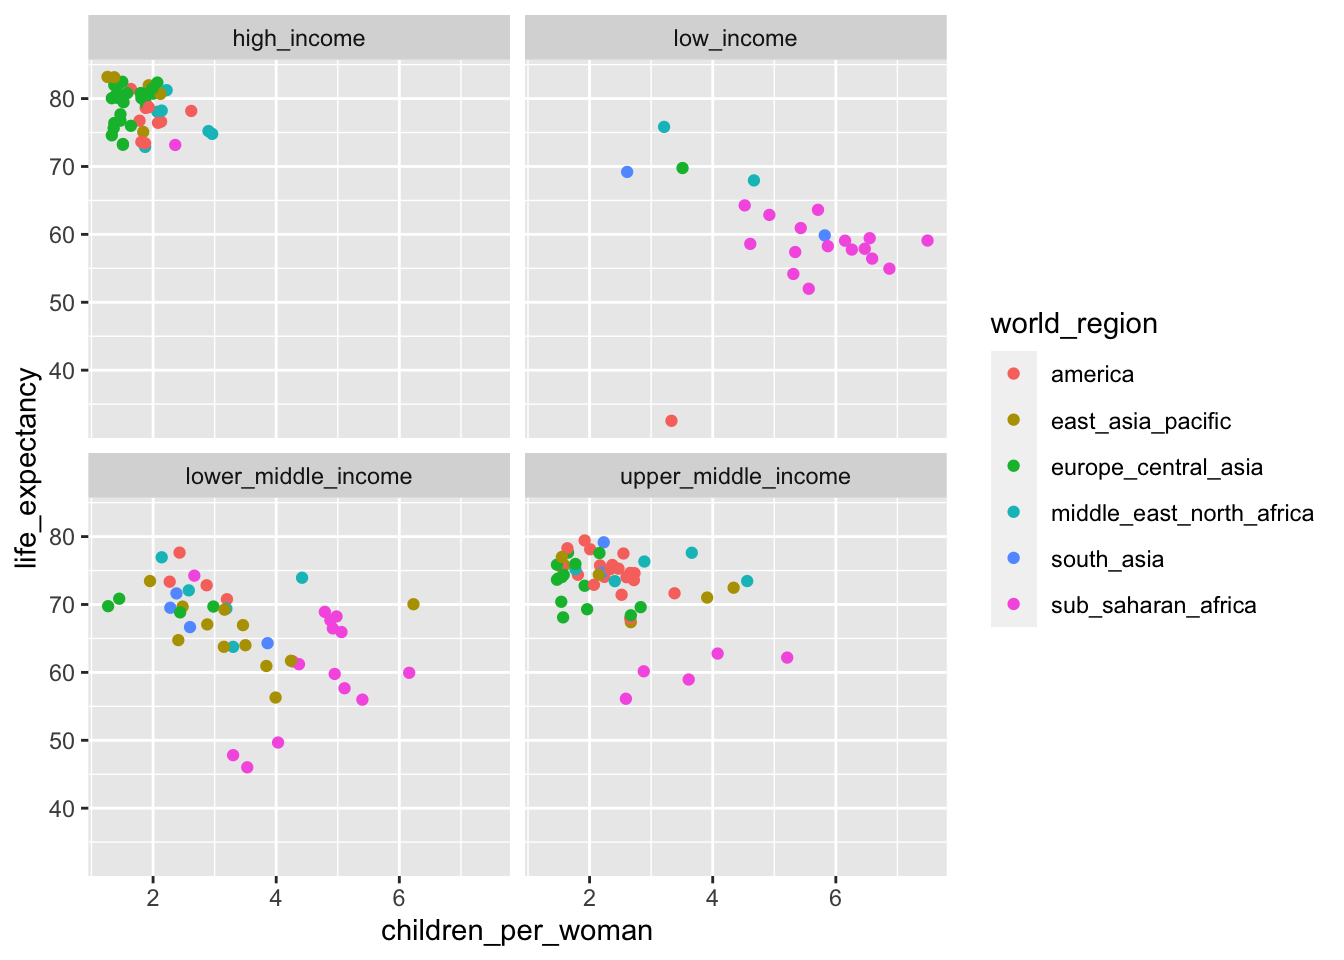 high_income
low_income
80
70
60
50
40
lower_middle_income
upper_middle_income
80
70
60
50
40
2
4
6
2
4
6
children_per_woman
life_expectancy
world_region
america
east_asia_pacific
europe_central_asia
middle_east_north_africa
south_asia
sub_saharan_africa